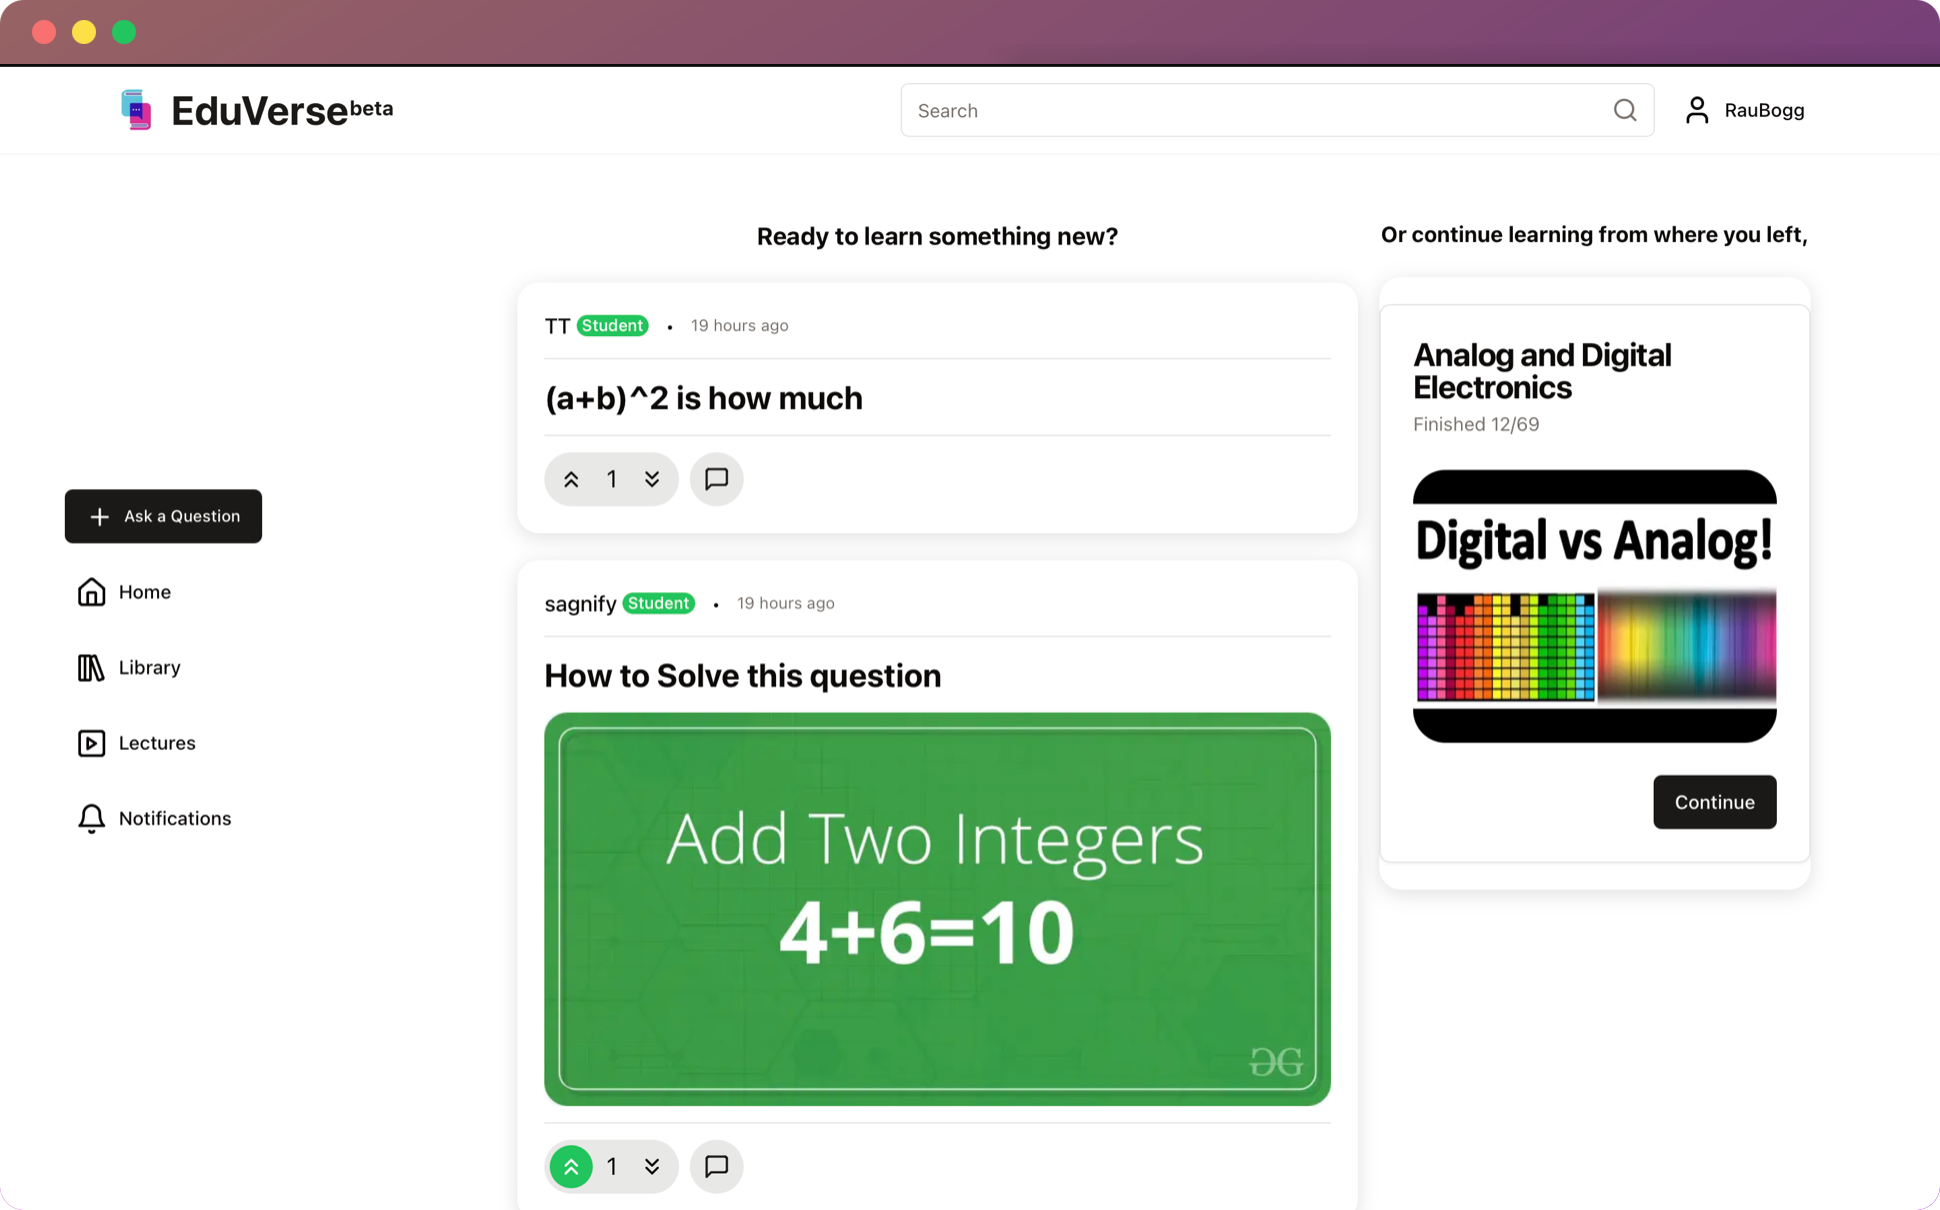 EduVerse beta
Search
RauBogg
Ready to learn something new?
Or continue learning from where you left,
Ask a Question
Home
Library
Lectures
Notifications
TT Student • 19 hours ago
(a+b)^2 is how much
1
sagnify Student • 19 hours ago
How to Solve this question
Add Two Integers
4+6=10
1
Analog and Digital
Electronics
Finished 12/69
Digital vs Analog!
Continue